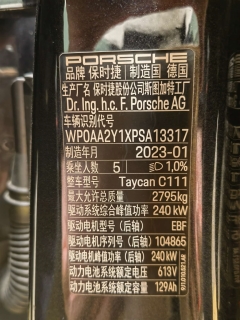 PORSCHE
品牌 保时捷 制造国 德国
生产厂名 保时捷股份公司斯图加特工厂
Dr. Ing. h.c. F. Porsche AG
车辆识别代号
WP0AA2Y1XPSA13317
制造年月 2023-01
乘坐人数 5 1,0%
整车型号 Taycan C111
最大允许总质量 2795kg
驱动系统综合峰值功率 240 kW
驱动电机型号（后轴） EBF
驱动电机序列号（后轴） 104865
驱动电机峰值功率（后轴） 240 kW
动力电池系统额定电压 613V
动力电池系统额定容量 129Ah